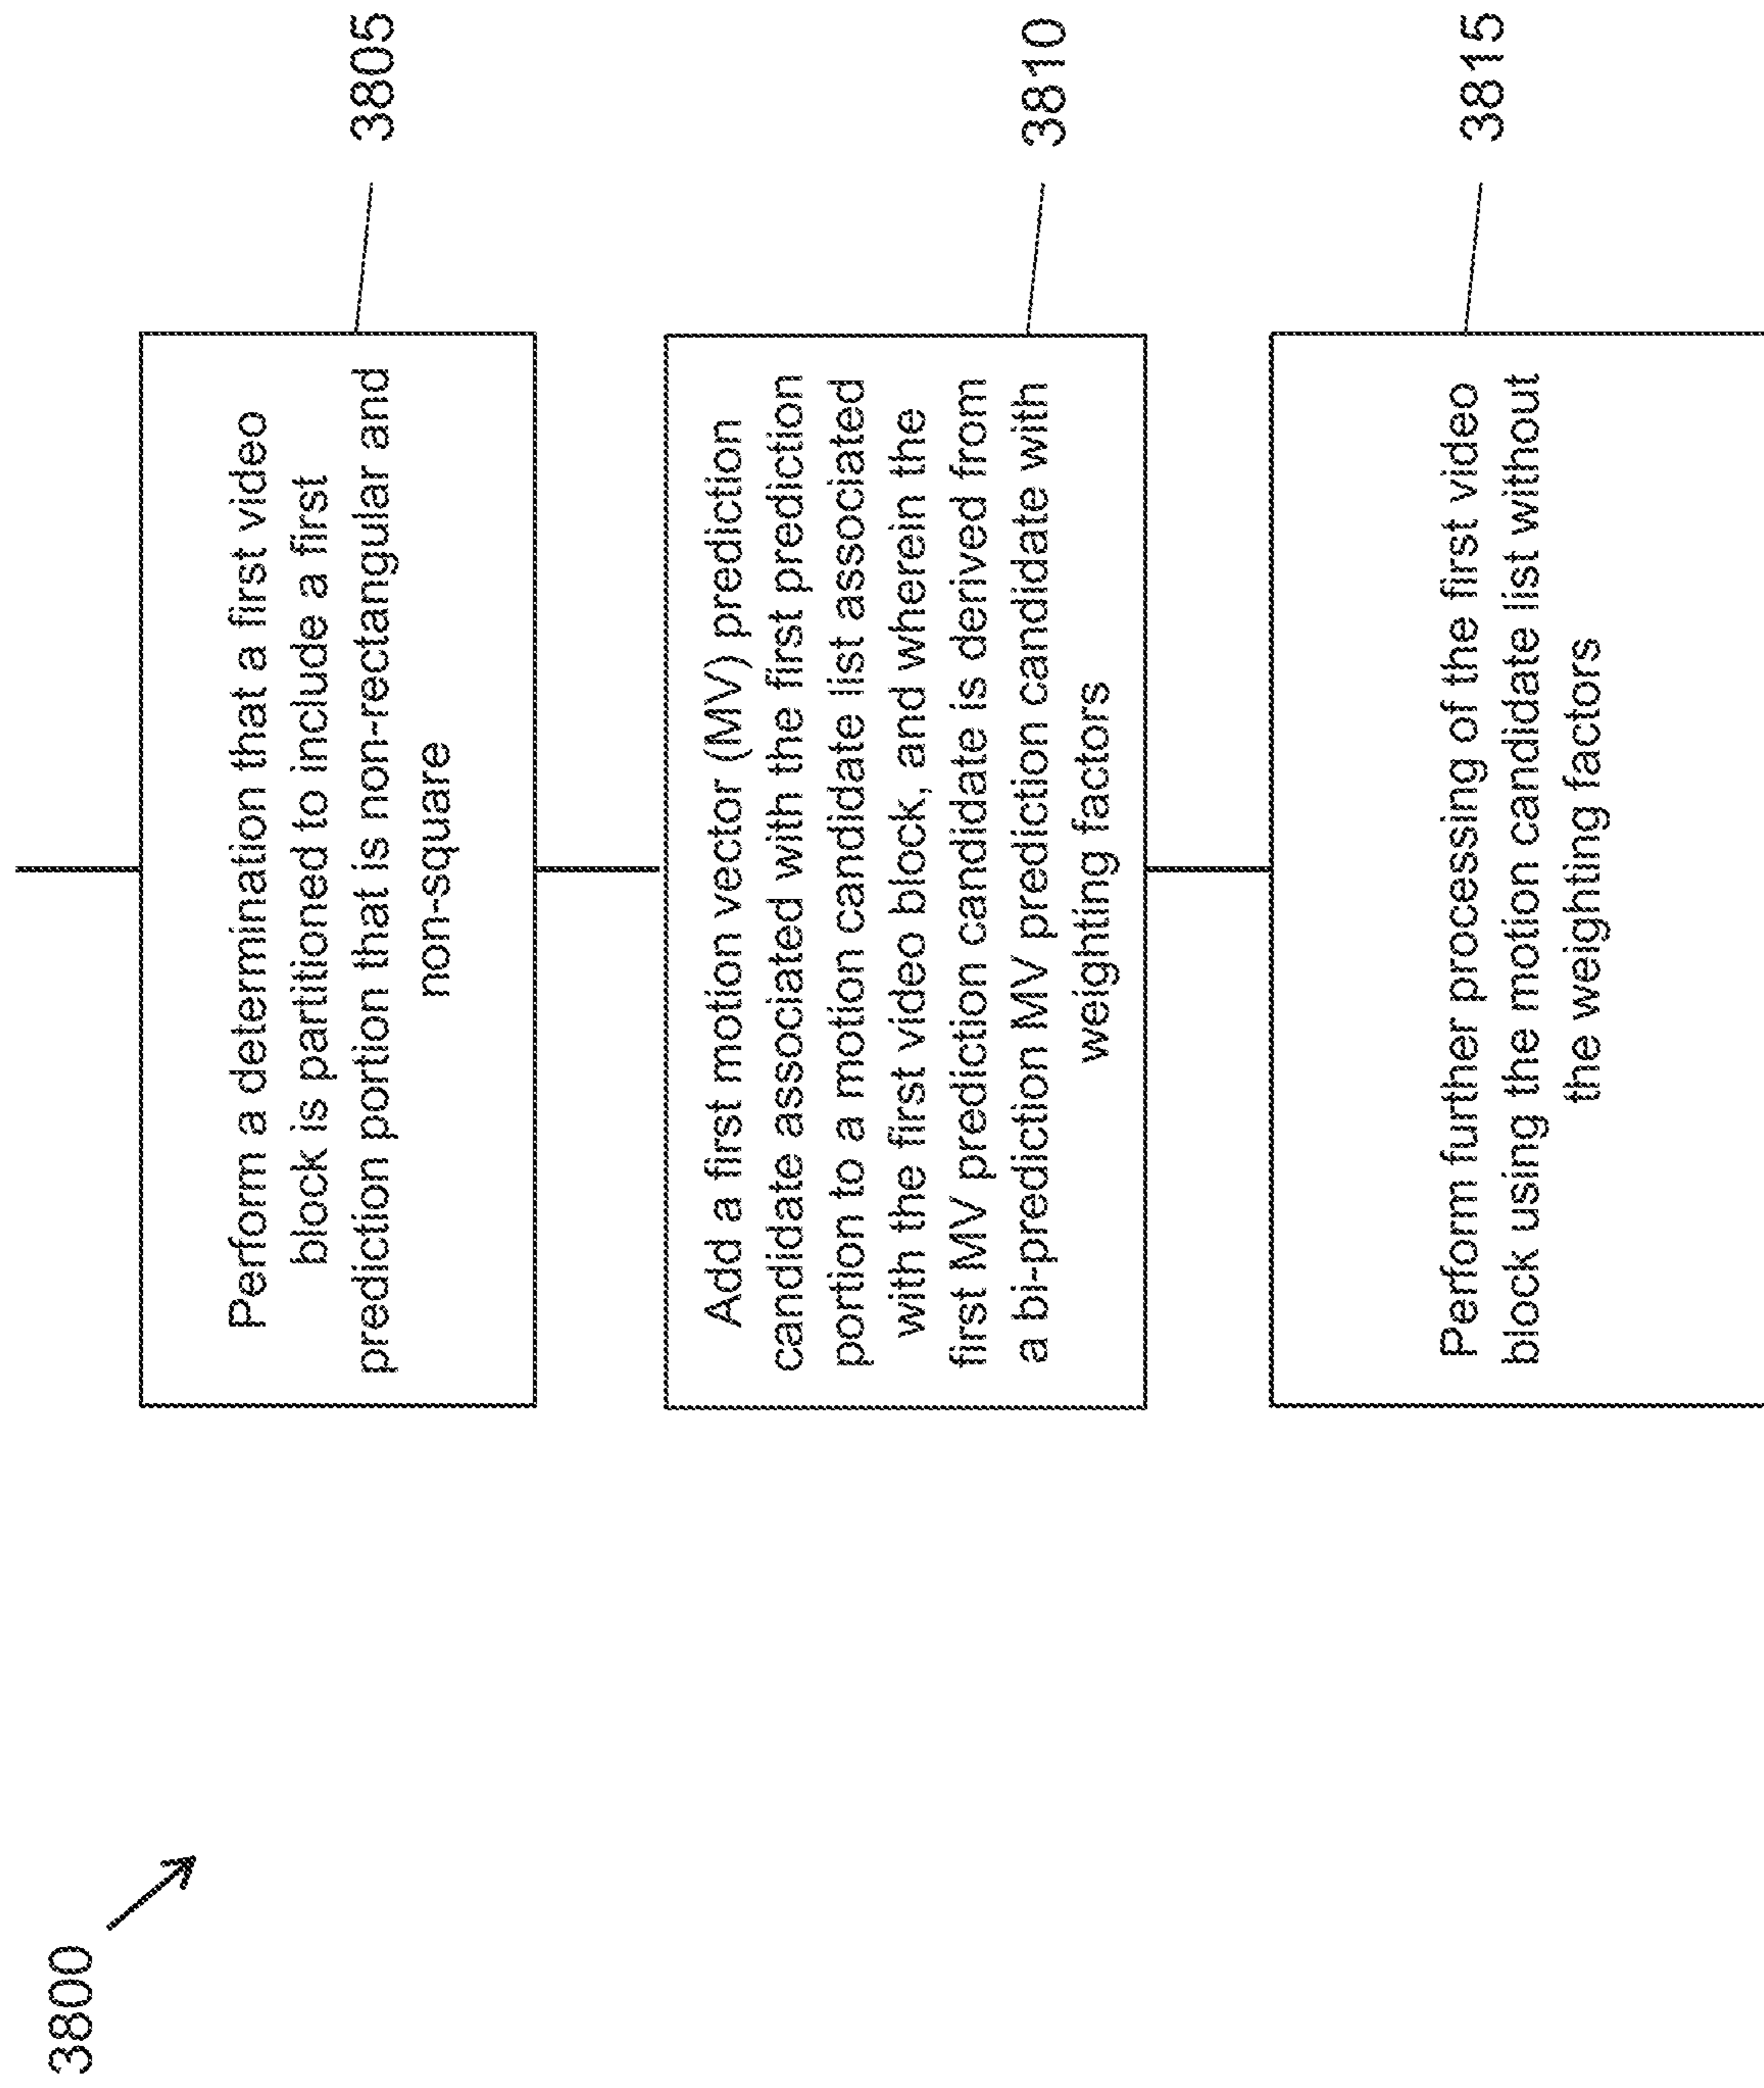 3800
Perform a determination that a first video
block is partitioned to include a first
prediction portion that is non-rectangular and
non-square
3805
Add a first motion vector (MV) prediction
candidate associated with the first prediction
portion to a motion candidate list associated
with the first video block, and wherein the
first MV prediction candidate is derived from
a bi-prediction MV prediction candidate with
weighting factors
3810
Perform further processing of the first video
block using the motion candidate list without
the weighting factors
3815